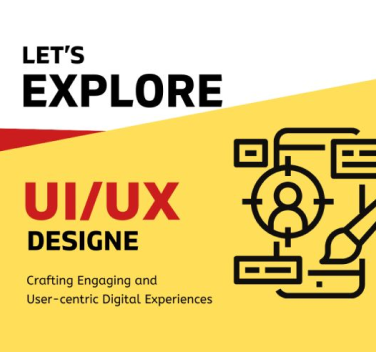 LET'S
EXPLORE
UI/UX
DESIGNE
Crafting Engaging and
User-centric Digital Experiences